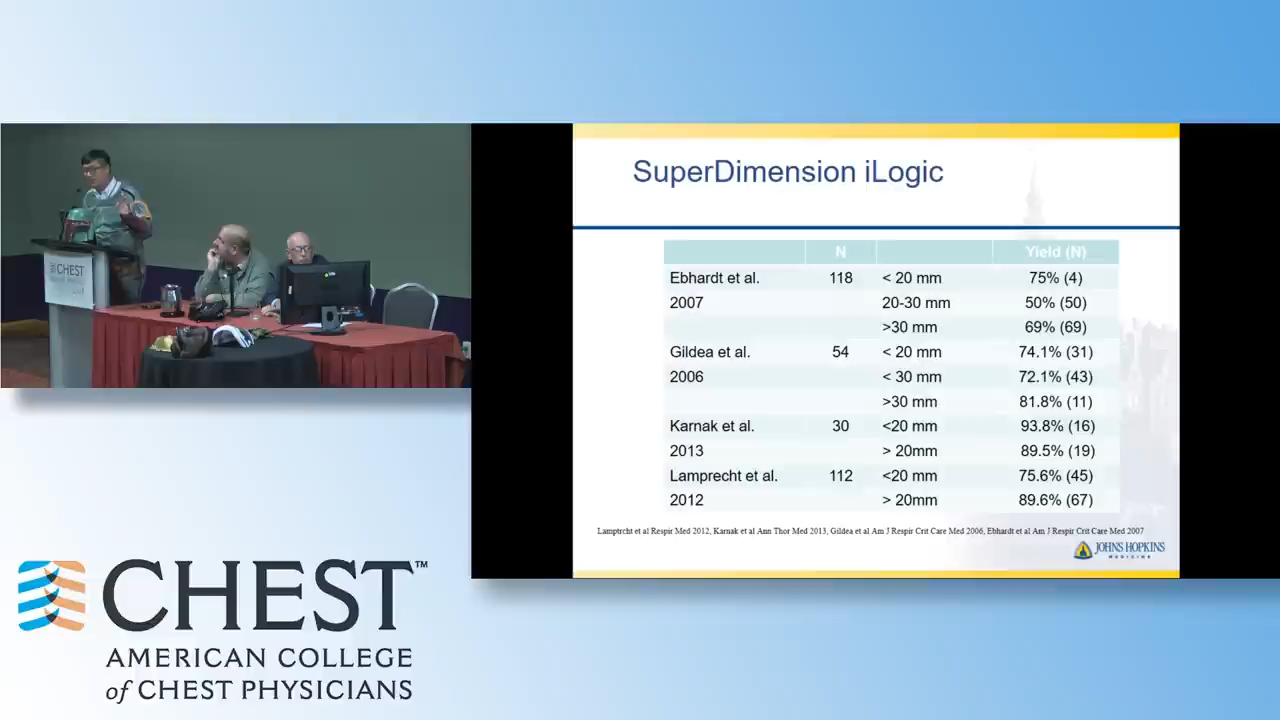 CHEST
SuperDimension iLogic
N Yield (N)
Ebhardt et al. 118 < 20 mm 75% (4)
2007 20-30 mm 50% (50)
>30 mm 69% (69)
Gildea et al. 54 < 20 mm 74.1% (31)
2006 < 30 mm 72.1% (43)
>30 mm 81.8% (11)
Karnak et al. 30 <20 mm 93.8% (16)
2013 > 20mm 89.5% (19)
Lamprecht et al. 112 <20 mm 75.6% (45)
2012 > 20mm 89.6% (67)
Lamptrcht et al Respir Med 2012, Karnak et al Ann Thor Med 2013, Gildea et al Am J Respir Crit Care Med 2006, Ebhardt et al Am J Respir Crit Care Med 2007
JOHNS HOPKINS
MEDICINE
CHEST™
AMERICAN COLLEGE
of CHEST PHYSICIANS